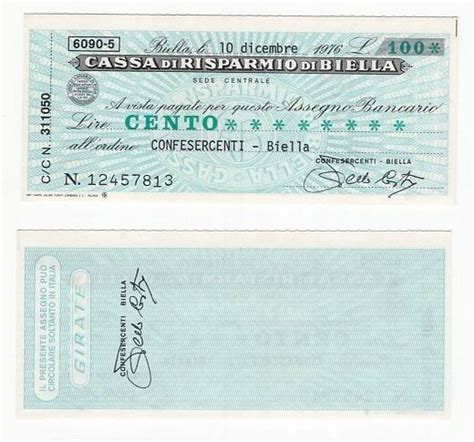 6090-5 Biella, lì 10 dicembre 1976 L 100*
CASSA DI RISPARMIO DI BIELLA
SEDE CENTRALE
A vista pagate per questo Assegno Bancario
Lire CENTO ********
all'ordine CONFESERCENTI - Biella
CONFESERCENTI - BIELLA
N. 12457813
C/C N. 311050
IL PRESENTE ASSEGNO PUÒ
CIRCOLARE SOLTANTO IN ITALIA
GIRATE
CONFESERCENTI BIELLA